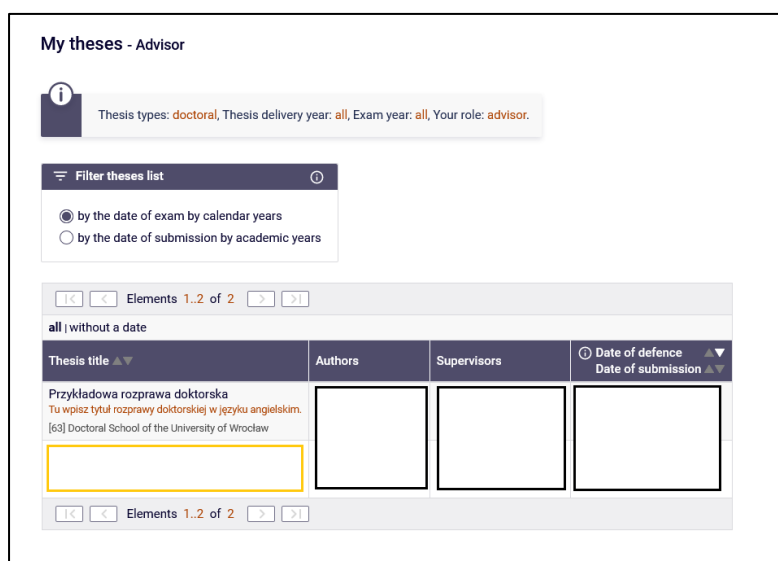 My theses - Advisor
Thesis types: doctoral, Thesis delivery year: all, Exam year: all, Your role: advisor.
Filter theses list
by the date of exam by calendar years
by the date of submission by academic years
Elements 1..2 of 2
all | without a date
Thesis title
Authors
Supervisors
Date of defence
Date of submission
Przykładowa rozprawa doktorska
Tu wpisz tytuł rozprawy doktorskiej w języku angielskim.
[63] Doctoral School of the University of Wrocław
Elements 1..2 of 2